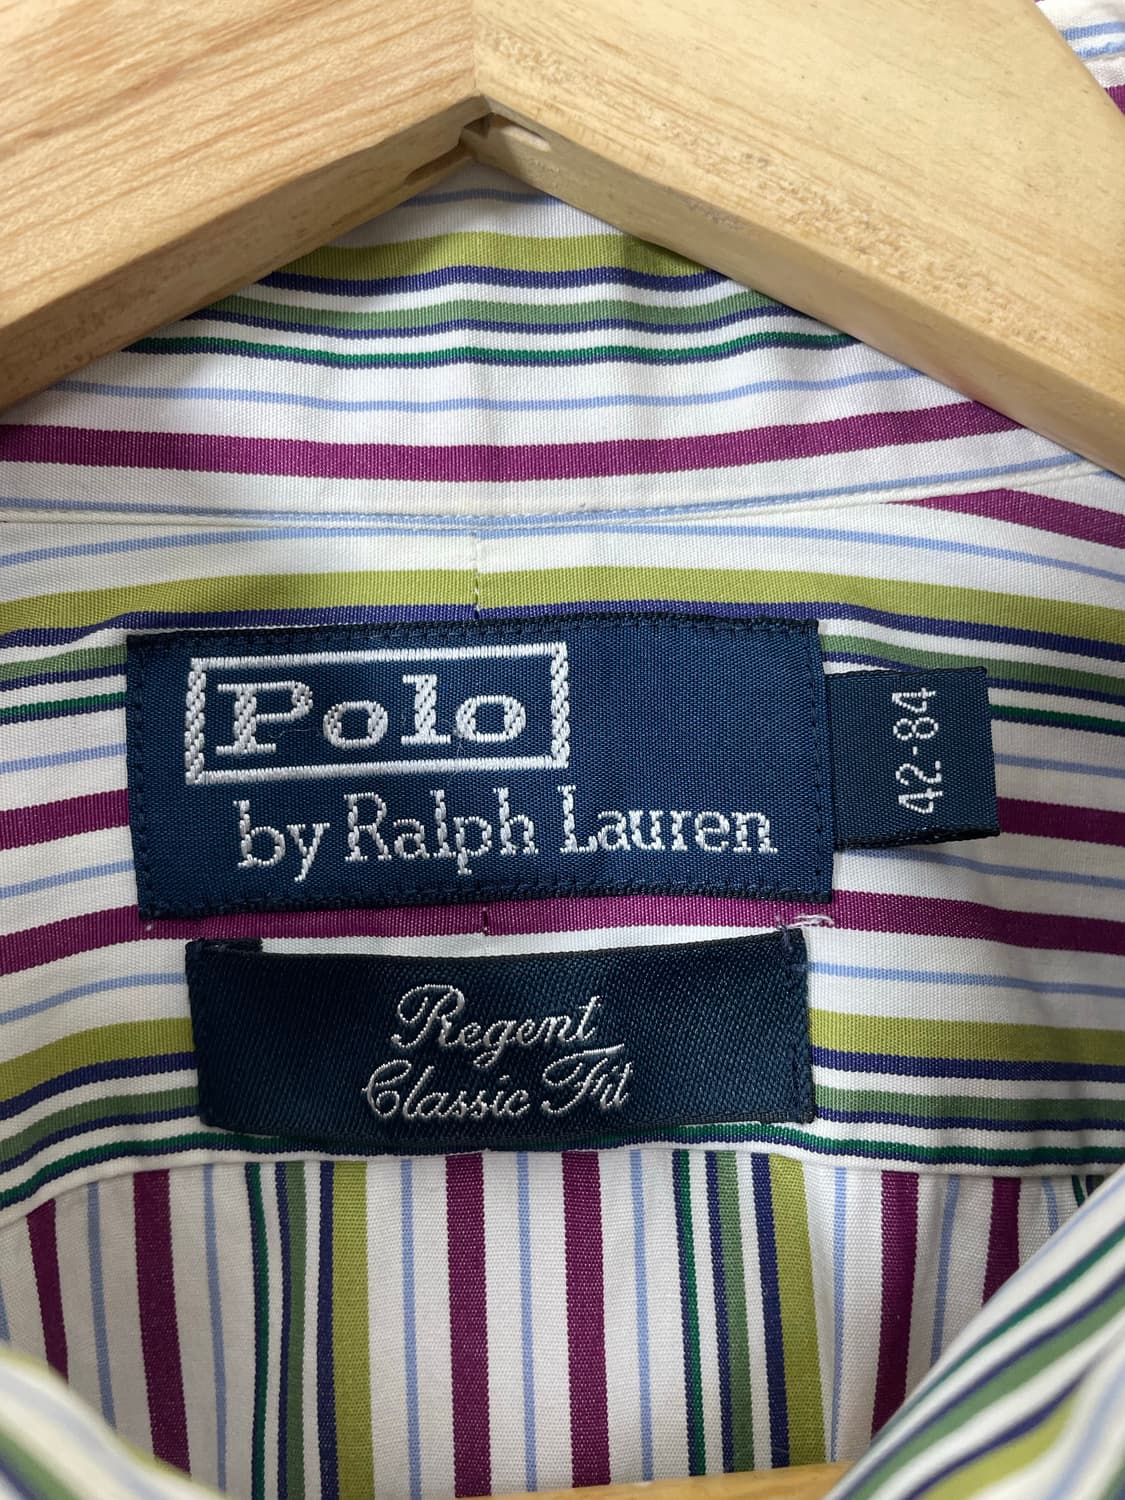 Polo
by Ralph Lauren
42-84
Regent
Classic Fit